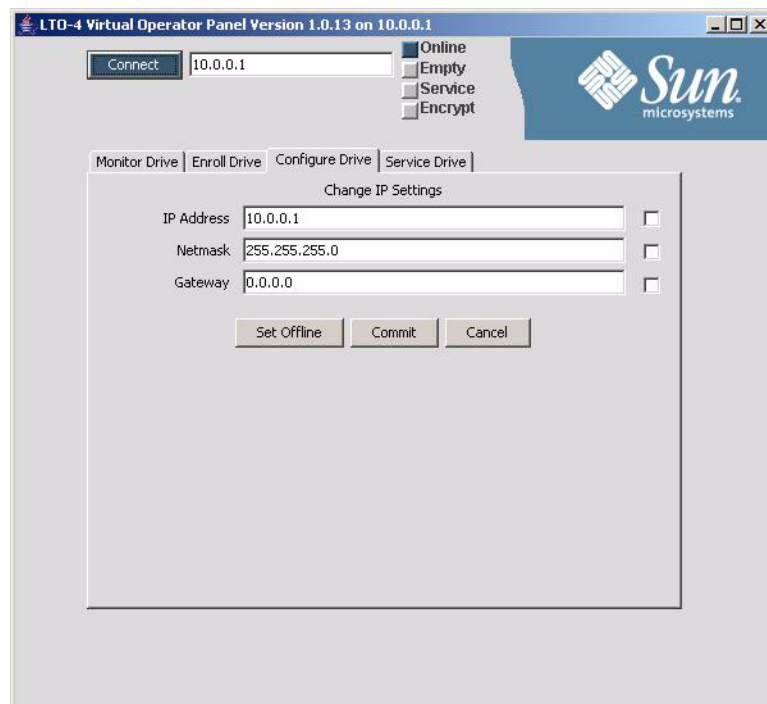 LTO-4 Virtual Operator Panel Version 1.0.13 on 10.0.0.1
Connect 10.0.0.1
Online
Empty
Service
Encrypt
Sun
microsystems
Monitor Drive Enroll Drive Configure Drive Service Drive
Change IP Settings
IP Address 10.0.0.1
Netmask 255.255.255.0
Gateway 0.0.0.0
Set Offline Commit Cancel